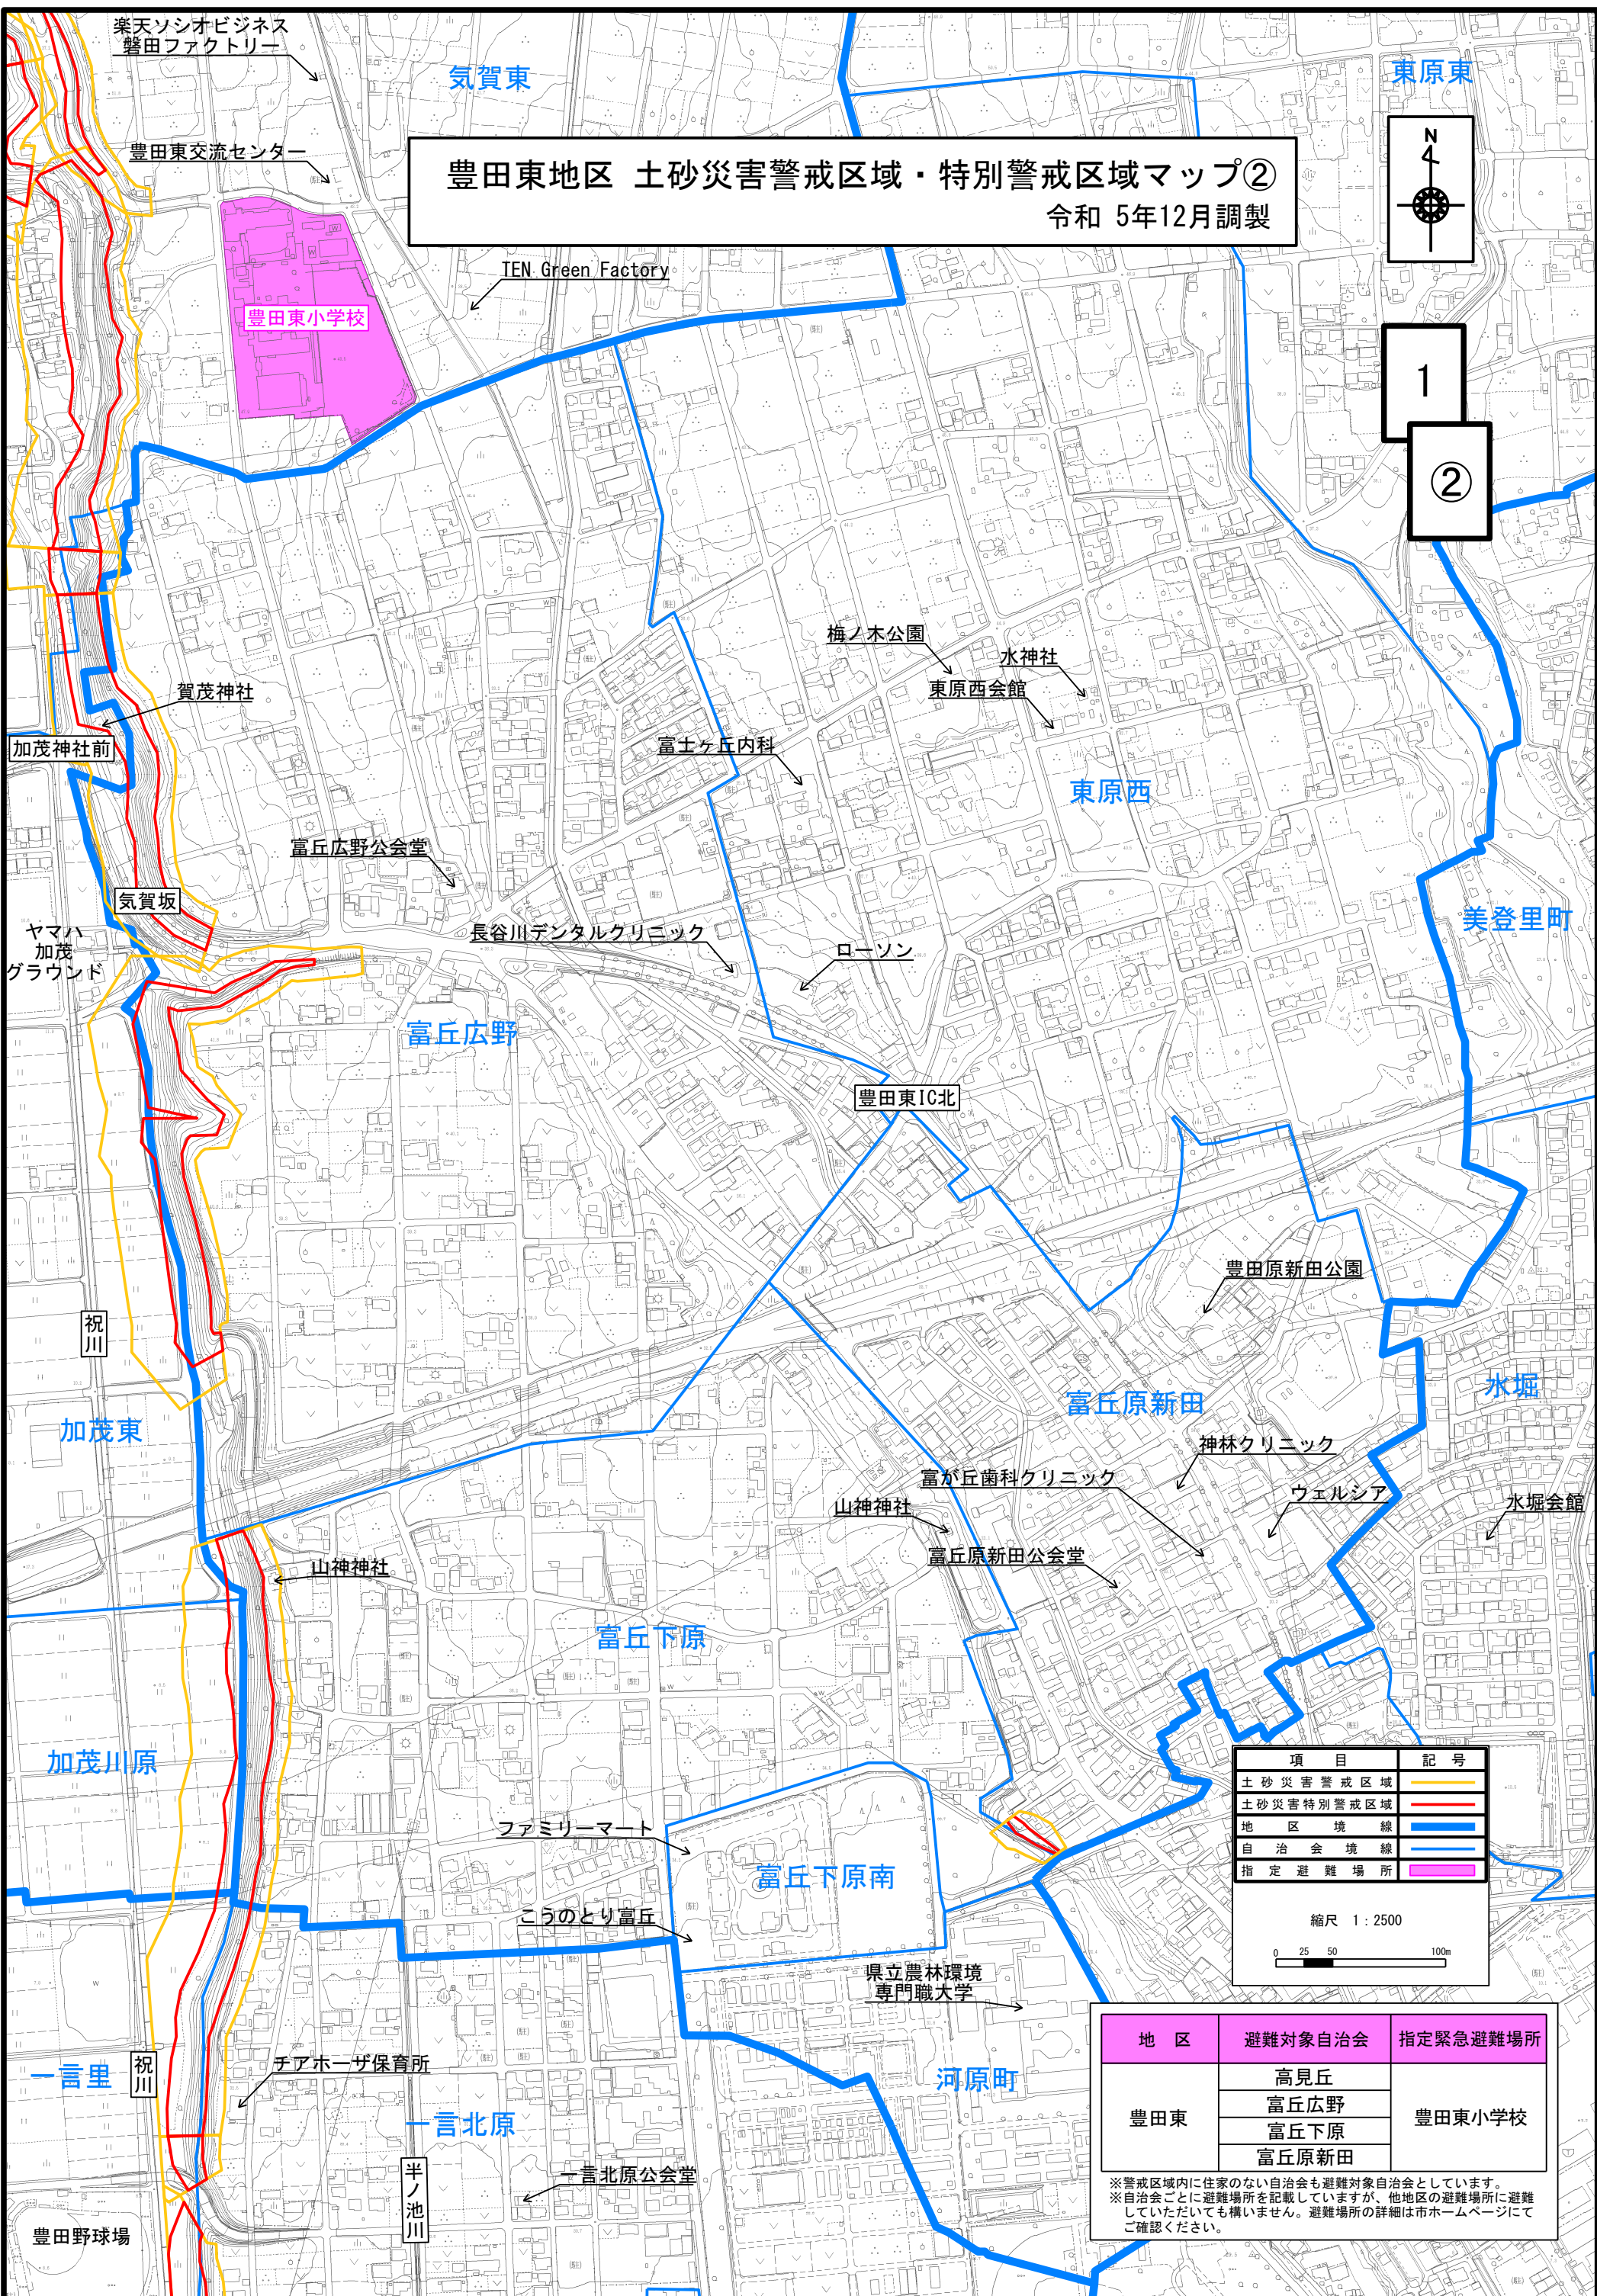 楽天ソシオビジネス
磐田ファクトリー
気賀東
東原東
豊田東交流センター
豊田東地区 土砂災害警戒区域・特別警戒区域マップ②
令和 5年12月調製
N
TEN Green Factory
豊田東小学校
1
②
梅ノ木公園
水神社
東原西会館
賀茂神社
加茂神社前
富士ヶ丘内科
東原西
富丘広野公会堂
気賀坂
美登里町
ヤマハ
加茂
グラウンド
長谷川デンタルクリニック
ローソン
富丘広野
豊田東IC北
豊田原新田公園
祝川
富丘原新田
水堀
加茂東
神林クリニック
富が丘歯科クリニック
ウェルシア
水堀会館
山神神社
富丘原新田公会堂
山神神社
富丘下原
加茂川原
項目 記号
土砂災害警戒区域
土砂災害特別警戒区域
地区境線
自治会境線
指定避難場所
縮尺 1:2500
0 25 50 100m
ファミリーマート
富丘下原南
こうのとり富丘
県立農林環境
専門職大学
一言里
祝川
チアホーザ保育所
河原町
一言北原
半ノ池川
一言北原公会堂
豊田野球場
地区 避難対象自治会 指定緊急避難場所
豊田東 高見丘 豊田東小学校
富丘広野
富丘下原
富丘原新田
※警戒区域内に住家のない自治会も避難対象自治会としています。
※自治会ごとに避難場所を記載していますが、他地区の避難場所に避難
していただいても構いません。避難場所の詳細は市ホームページにて
ご確認ください。